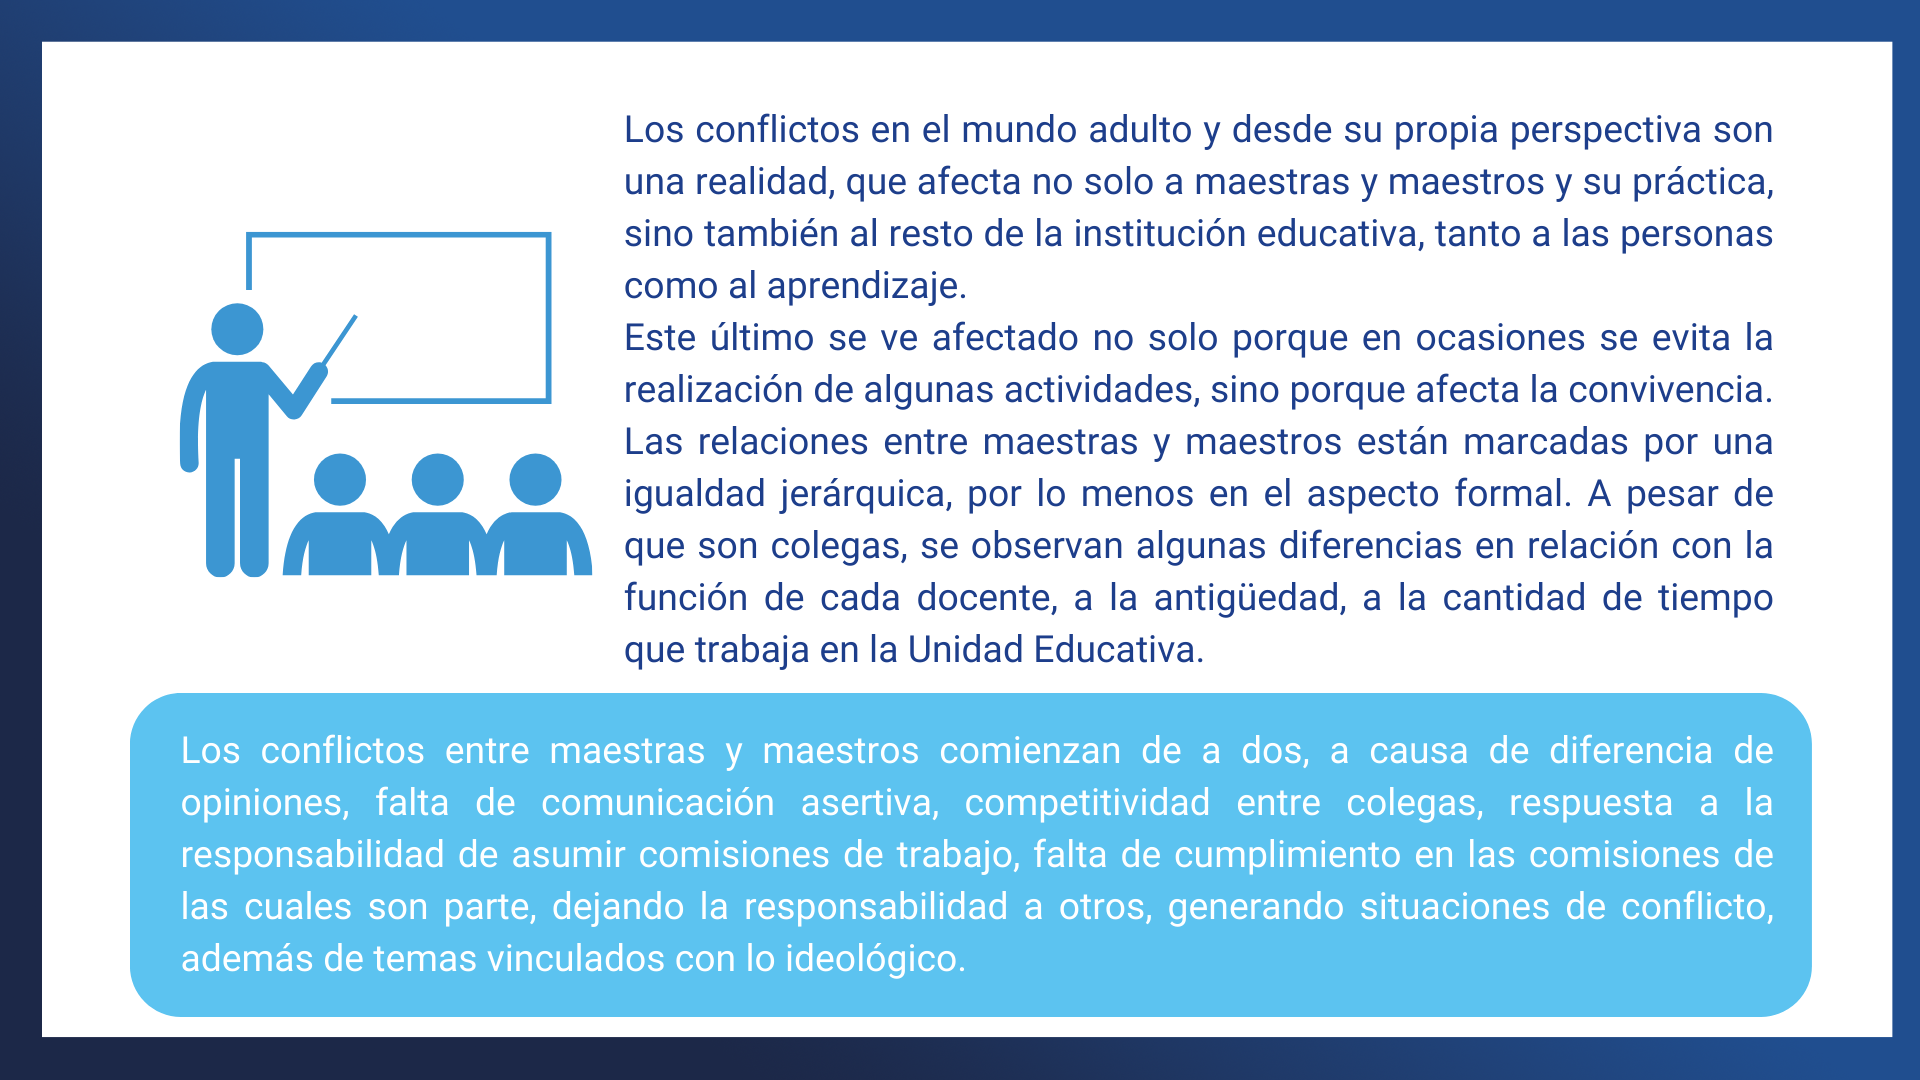 Los conflictos en el mundo adulto y desde su propia perspectiva son
una realidad, que afecta no solo a maestras y maestros y su práctica,
sino también al resto de la institución educativa, tanto a las personas
como al aprendizaje.
Este último se ve afectado no solo porque en ocasiones se evita la
realización de algunas actividades, sino porque afecta la convivencia.
Las relaciones entre maestras y maestros están marcadas por una
igualdad jerárquica, por lo menos en el aspecto formal. A pesar de
que son colegas, se observan algunas diferencias en relación con la
función de cada docente, a la antigüedad, a la cantidad de tiempo
que trabaja en la Unidad Educativa.
Los conflictos entre maestras y maestros comienzan de a dos, a causa de diferencia de
opiniones, falta de comunicación asertiva, competitividad entre colegas, respuesta a la
responsabilidad de asumir comisiones de trabajo, falta de cumplimiento en las comisiones de
las cuales son parte, dejando la responsabilidad a otros, generando situaciones de conflicto,
además de temas vinculados con lo ideológico.